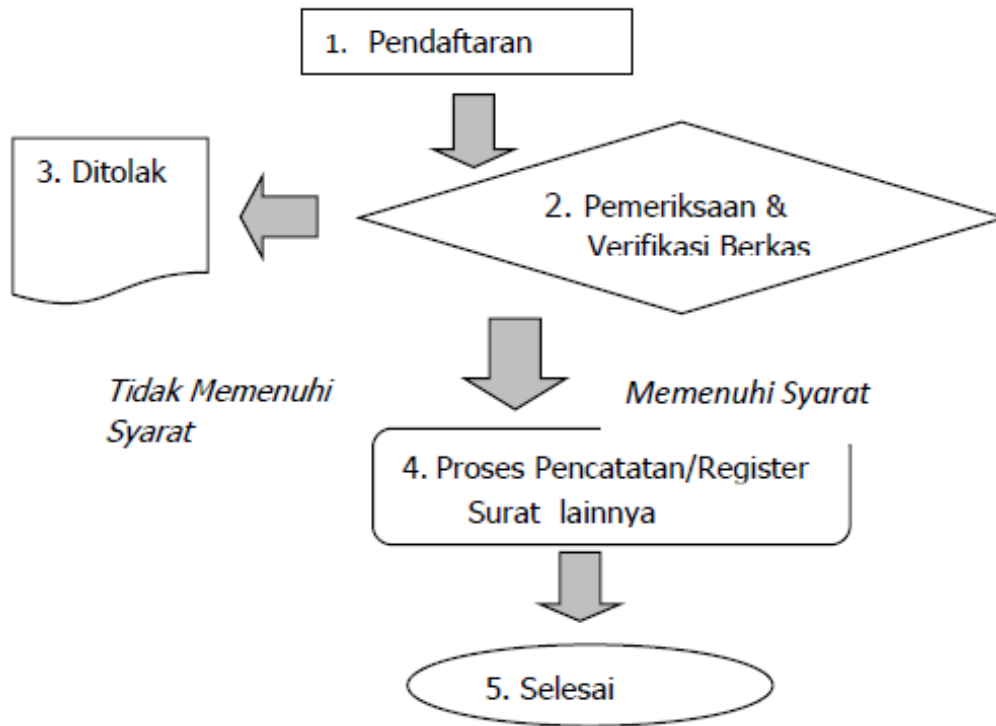 1. Pendaftaran
3. Ditolak
2. Pemeriksaan &
Verifikasi Berkas
Tidak Memenuhi
Syarat
Memenuhi Syarat
4. Proses Pencatatan/Register
Surat lainnya
5. Selesai